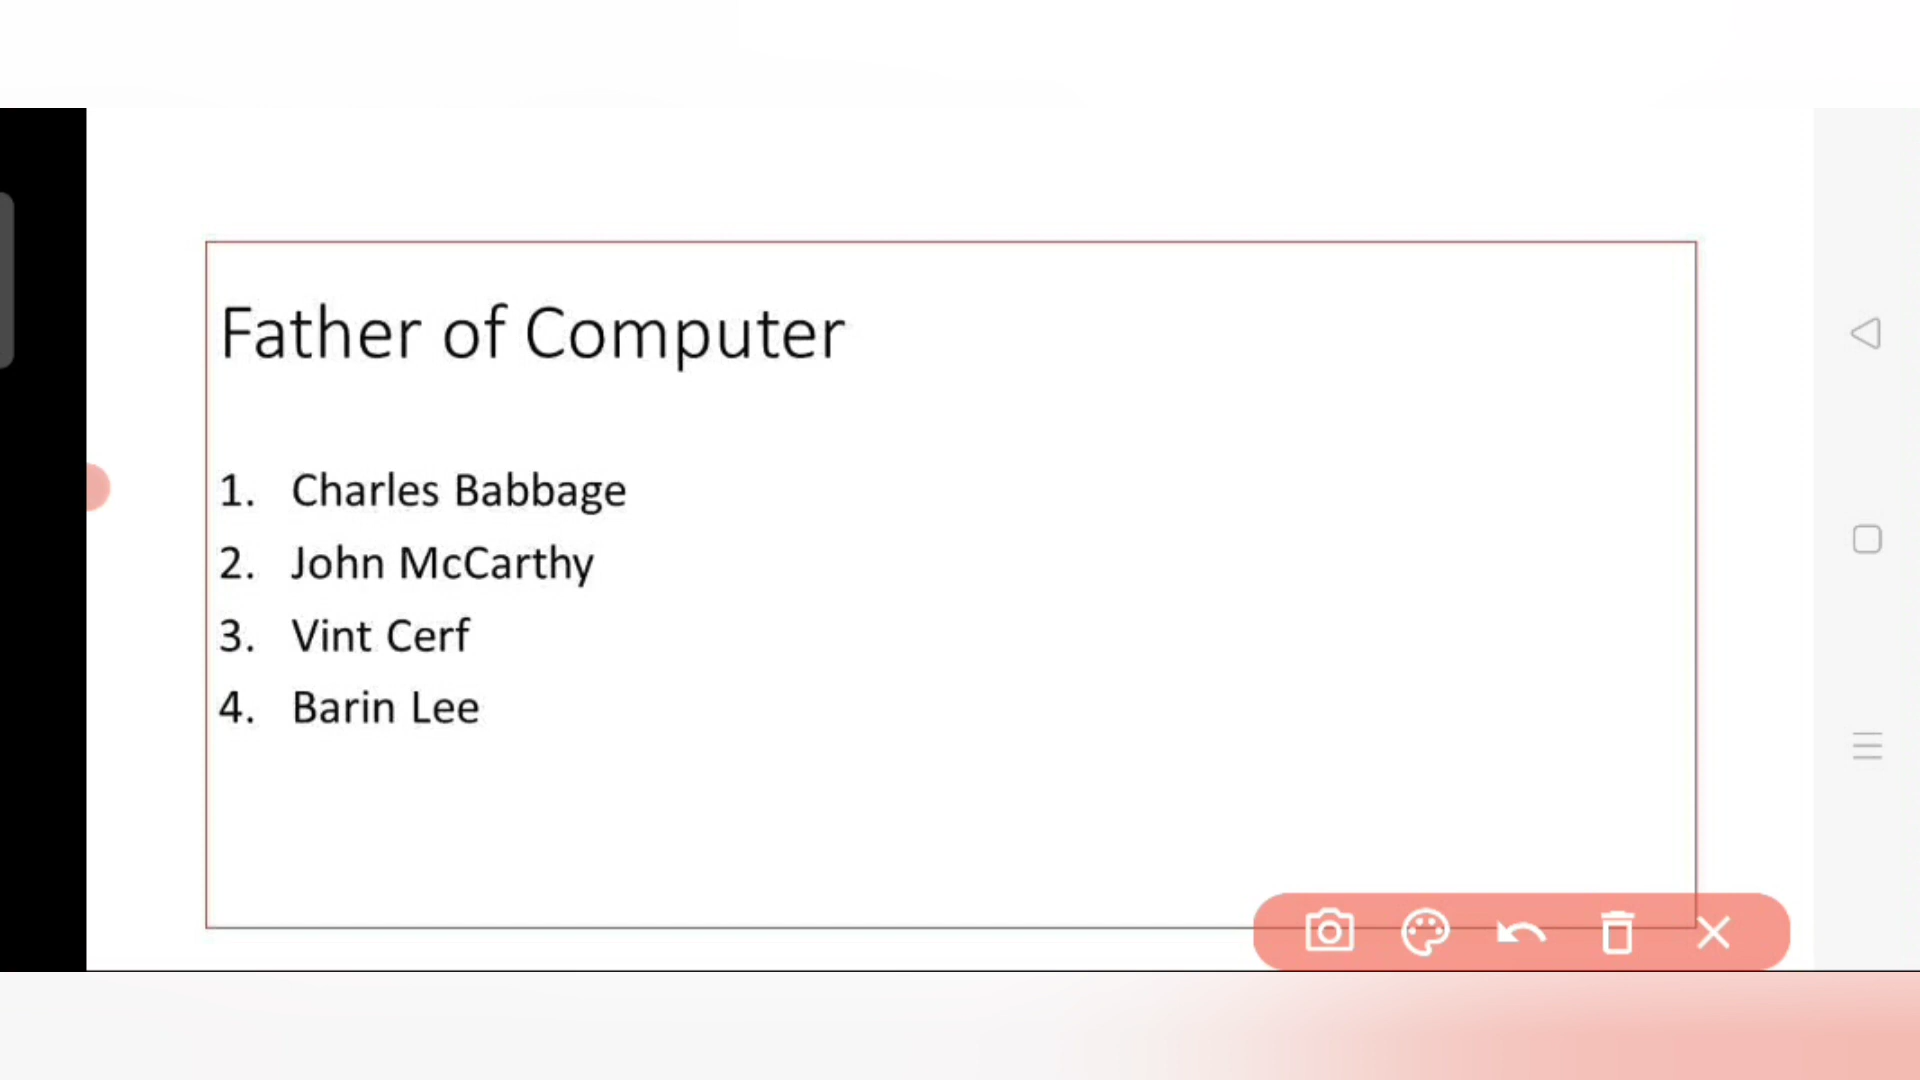 Father of Computer
1. Charles Babbage
2. John McCarthy
3. Vint Cerf
4. Barin Lee